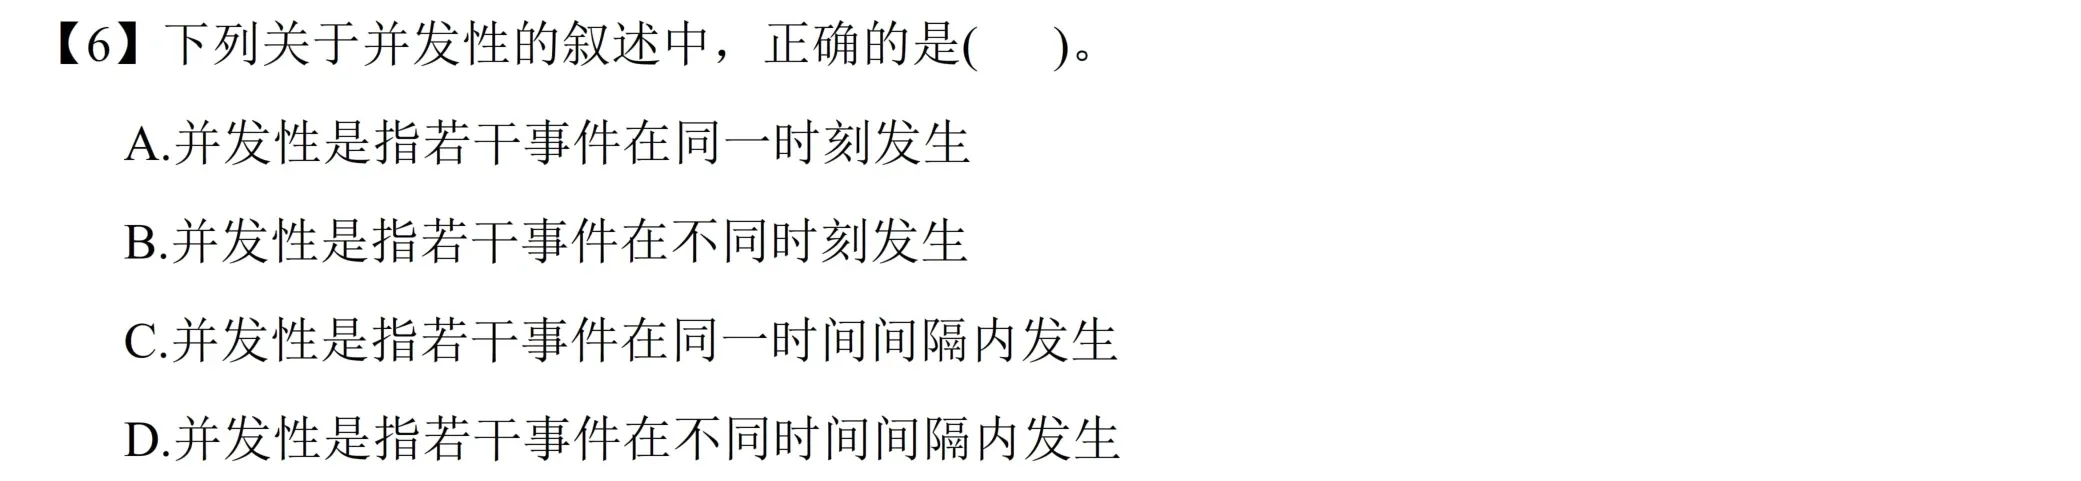 【6】下列关于并发性的叙述中，正确的是(    )。
A.并发性是指若干事件在同一时刻发生
B.并发性是指若干事件在不同时刻发生
C.并发性是指若干事件在同一时间间隔内发生
D.并发性是指若干事件在不同时间间隔内发生